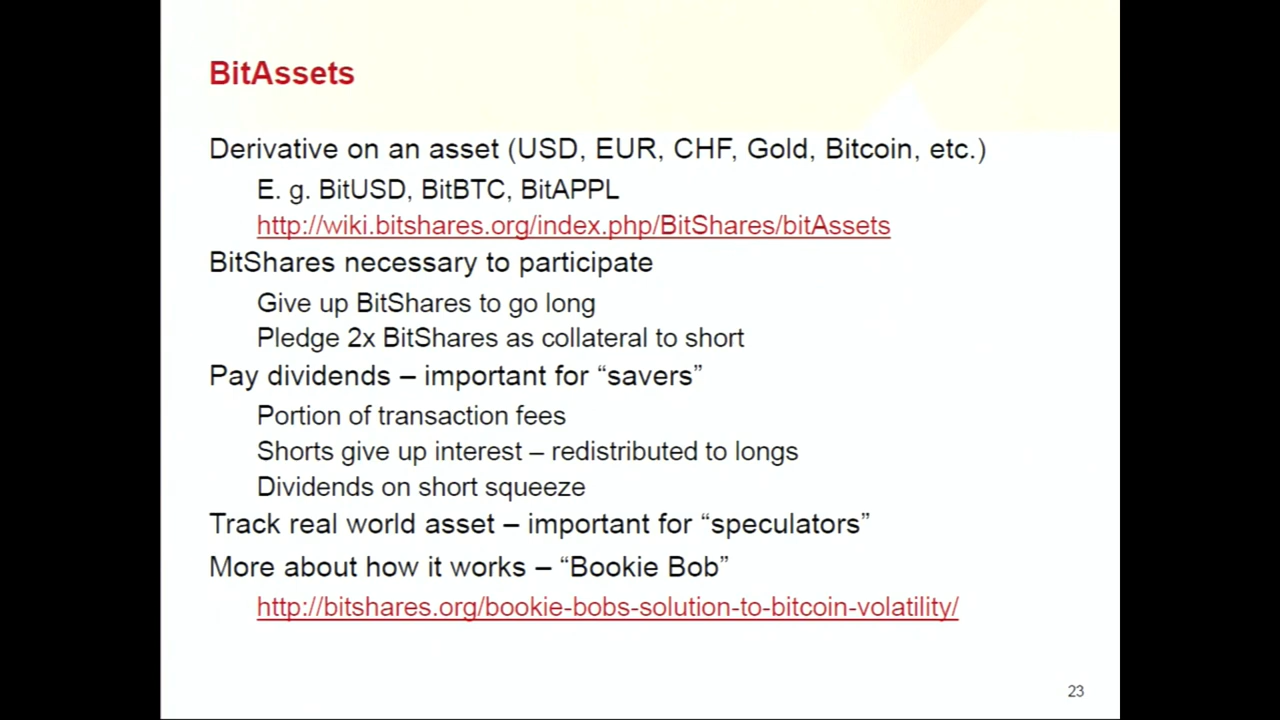 BitAssets
Derivative on an asset (USD, EUR, CHF, Gold, Bitcoin, etc.)
E. g. BitUSD, BitBTC, BitAPPL
http://wiki.bitshares.org/index.php/BitShares/bitAssets
BitShares necessary to participate
Give up BitShares to go long
Pledge 2x BitShares as collateral to short
Pay dividends – important for “savers”
Portion of transaction fees
Shorts give up interest – redistributed to longs
Dividends on short squeeze
Track real world asset – important for “speculators”
More about how it works – “Bookie Bob”
http://bitshares.org/bookie-bobs-solution-to-bitcoin-volatility/
23